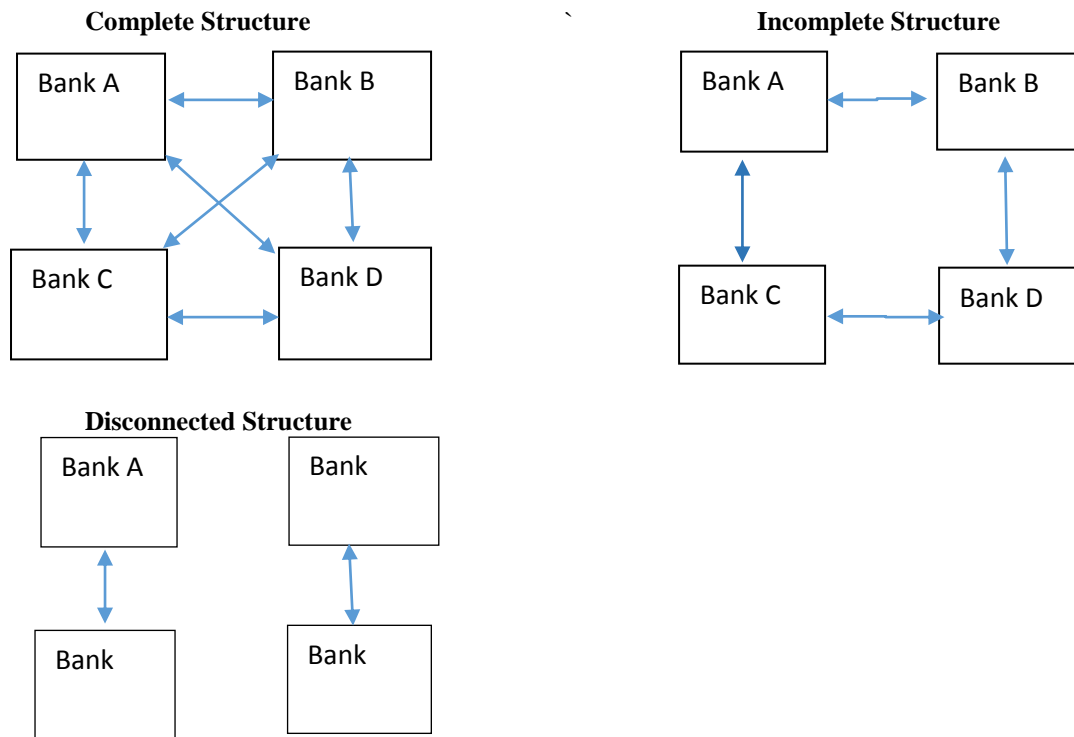 Complete Structure
`
Incomplete Structure
Bank A
Bank B
Bank C
Bank D
Bank A
Bank B
Bank C
Bank D
Disconnected Structure
Bank A
Bank
Bank
Bank